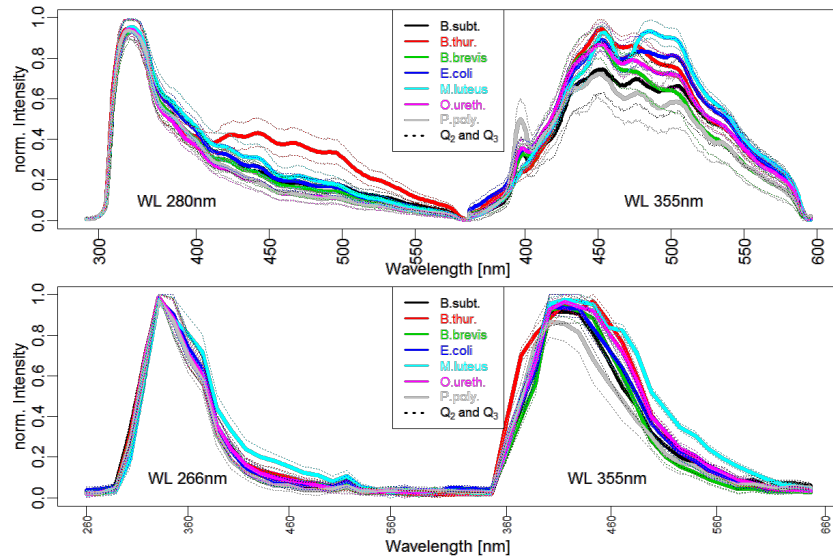 norm. Intensity
1.0
0.8
0.6
0.4
0.2
0.0
B.subt.
B.thur.
B.brevis
E.coli
M.luteus
O.ureth.
P.poly.
Q2 and Q3
WL 280nm
WL 355nm
300 350 400 450 500 550 400 450 500 550 600
Wavelength [nm]
norm. Intensity
1.0
0.8
0.6
0.4
0.2
0.0
B.subt.
B.thur.
B.brevis
E.coli
M.luteus
O.ureth.
P.poly.
Q2 and Q3
WL 266nm
WL 355nm
260 360 460 560 360 460 560 660
Wavelength [nm]